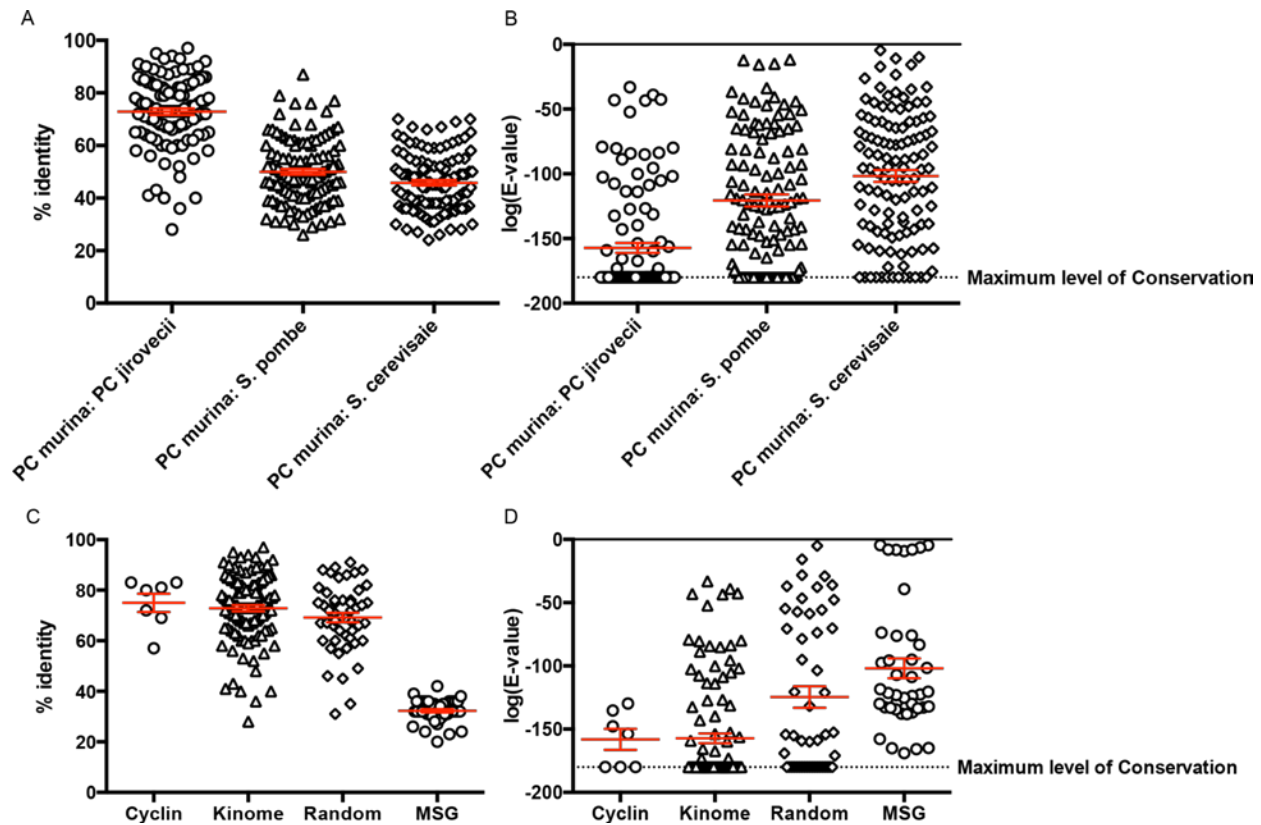 A
% identity
100
80
60
40
20
0
PC murina: PC jirovecii
PC murina: S. pombe
PC murina: S. cerevisaie
B
log(E-value)
0
-50
-100
-150
-200
Maximum level of Conservation
PC murina: PC jirovecii
PC murina: S. pombe
PC murina: S. cerevisaie
C
% identity
100
80
60
40
20
0
Cyclin Kinome Random MSG
D
log(E-value)
0
-50
-100
-150
-200
Maximum level of Conservation
Cyclin Kinome Random MSG